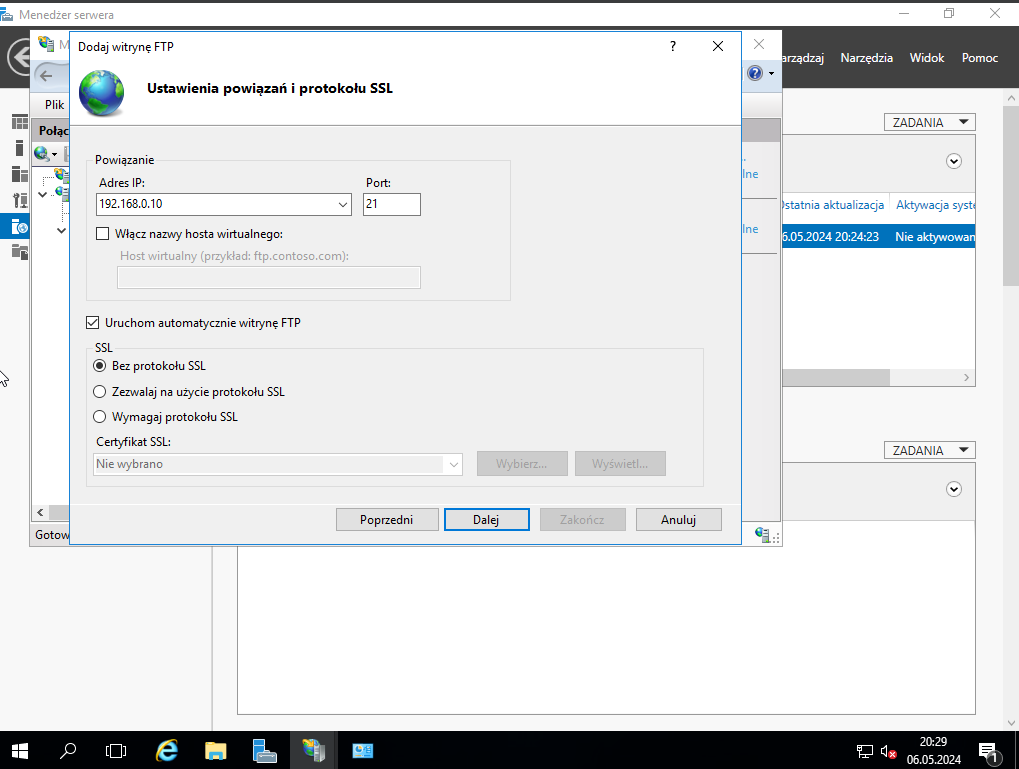 Menedżer serwera
M
Dodaj witrynę FTP
?
Narzędzia
Widok
Pomoc
Ustawienia powiązań i protokołu SSL
Plik
Połąc
ZADANIA
Powiązanie
Adres IP:
Port:
192.168.0.10
21
Włącz nazwy hosta wirtualnego:
Host wirtualny (przykład: ftp.contoso.com):
lne
lne
Ostatnia aktualizacja
Aktywacja syste
6.05.2024 20:24:23
Nie aktywowan
Uruchom automatycznie witrynę FTP
SSL
Bez protokołu SSL
Zezwalaj na użycie protokołu SSL
Wymagaj protokołu SSL
Certyfikat SSL:
Nie wybrano
Wybierz...
Wyświetl...
ZADANIA
Poprzedni
Dalej
Zakończ
Anuluj
Gotow
20:29
06.05.2024
1